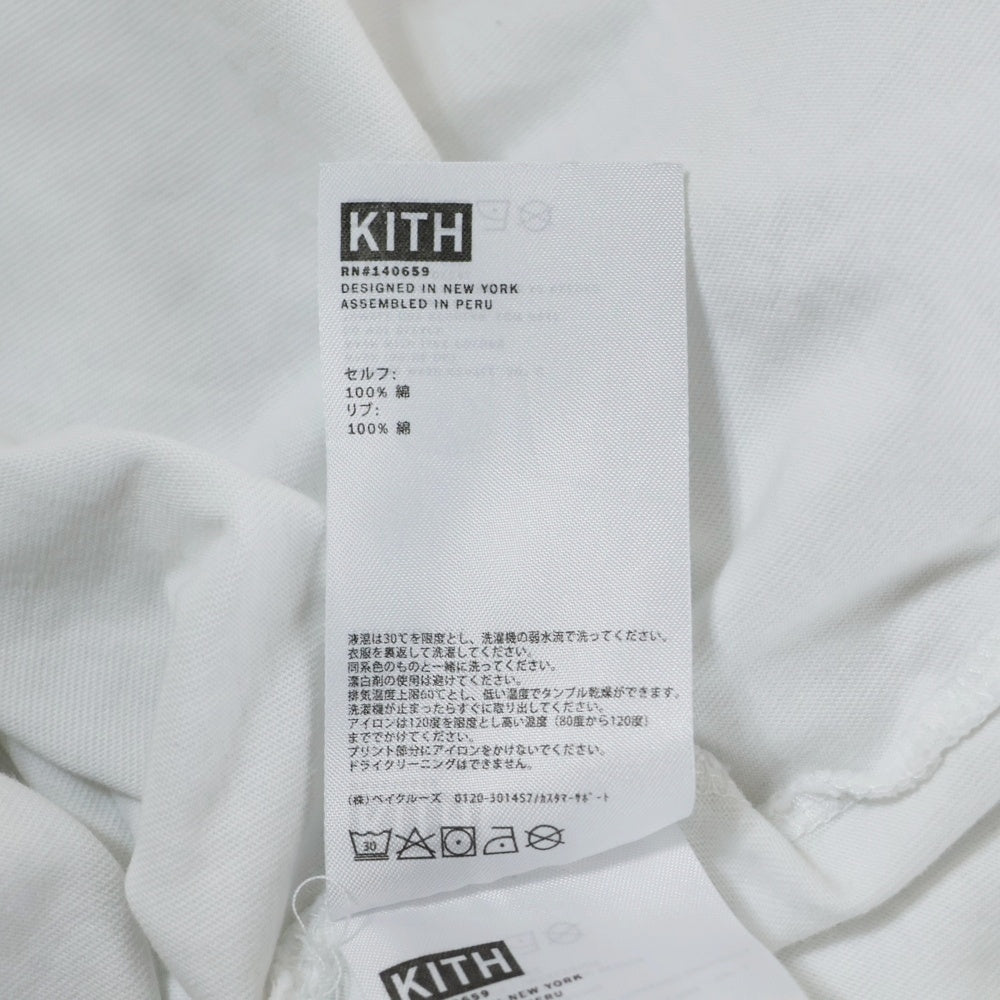 KITH
RN#140659
DESIGNED IN NEW YORK
ASSEMBLED IN PERU
セルフ:
100% 綿
リブ:
100% 綿
液温は30℃を限度とし、洗濯機の弱水流で洗ってください。
衣服を裏返して洗濯してください。
同系色のものと一緒に洗ってください。
漂白剤の使用は避けてください。
排気温度上限60℃とし、低い温度でタンブル乾燥ができます。
洗濯機が止まったらすぐに取り出してください。
アイロンは120度を限度とし高い温度（80度から120度）
まででかけてください。
プリント部分にアイロンをかけないでください。
ドライクリーニングはできません。
(株)ベイクルーズ 0120-301457/ｶｽﾀﾏｰｻﾎﾟｰﾄ
30
KITH
659
D IN NEW YORK
PERU